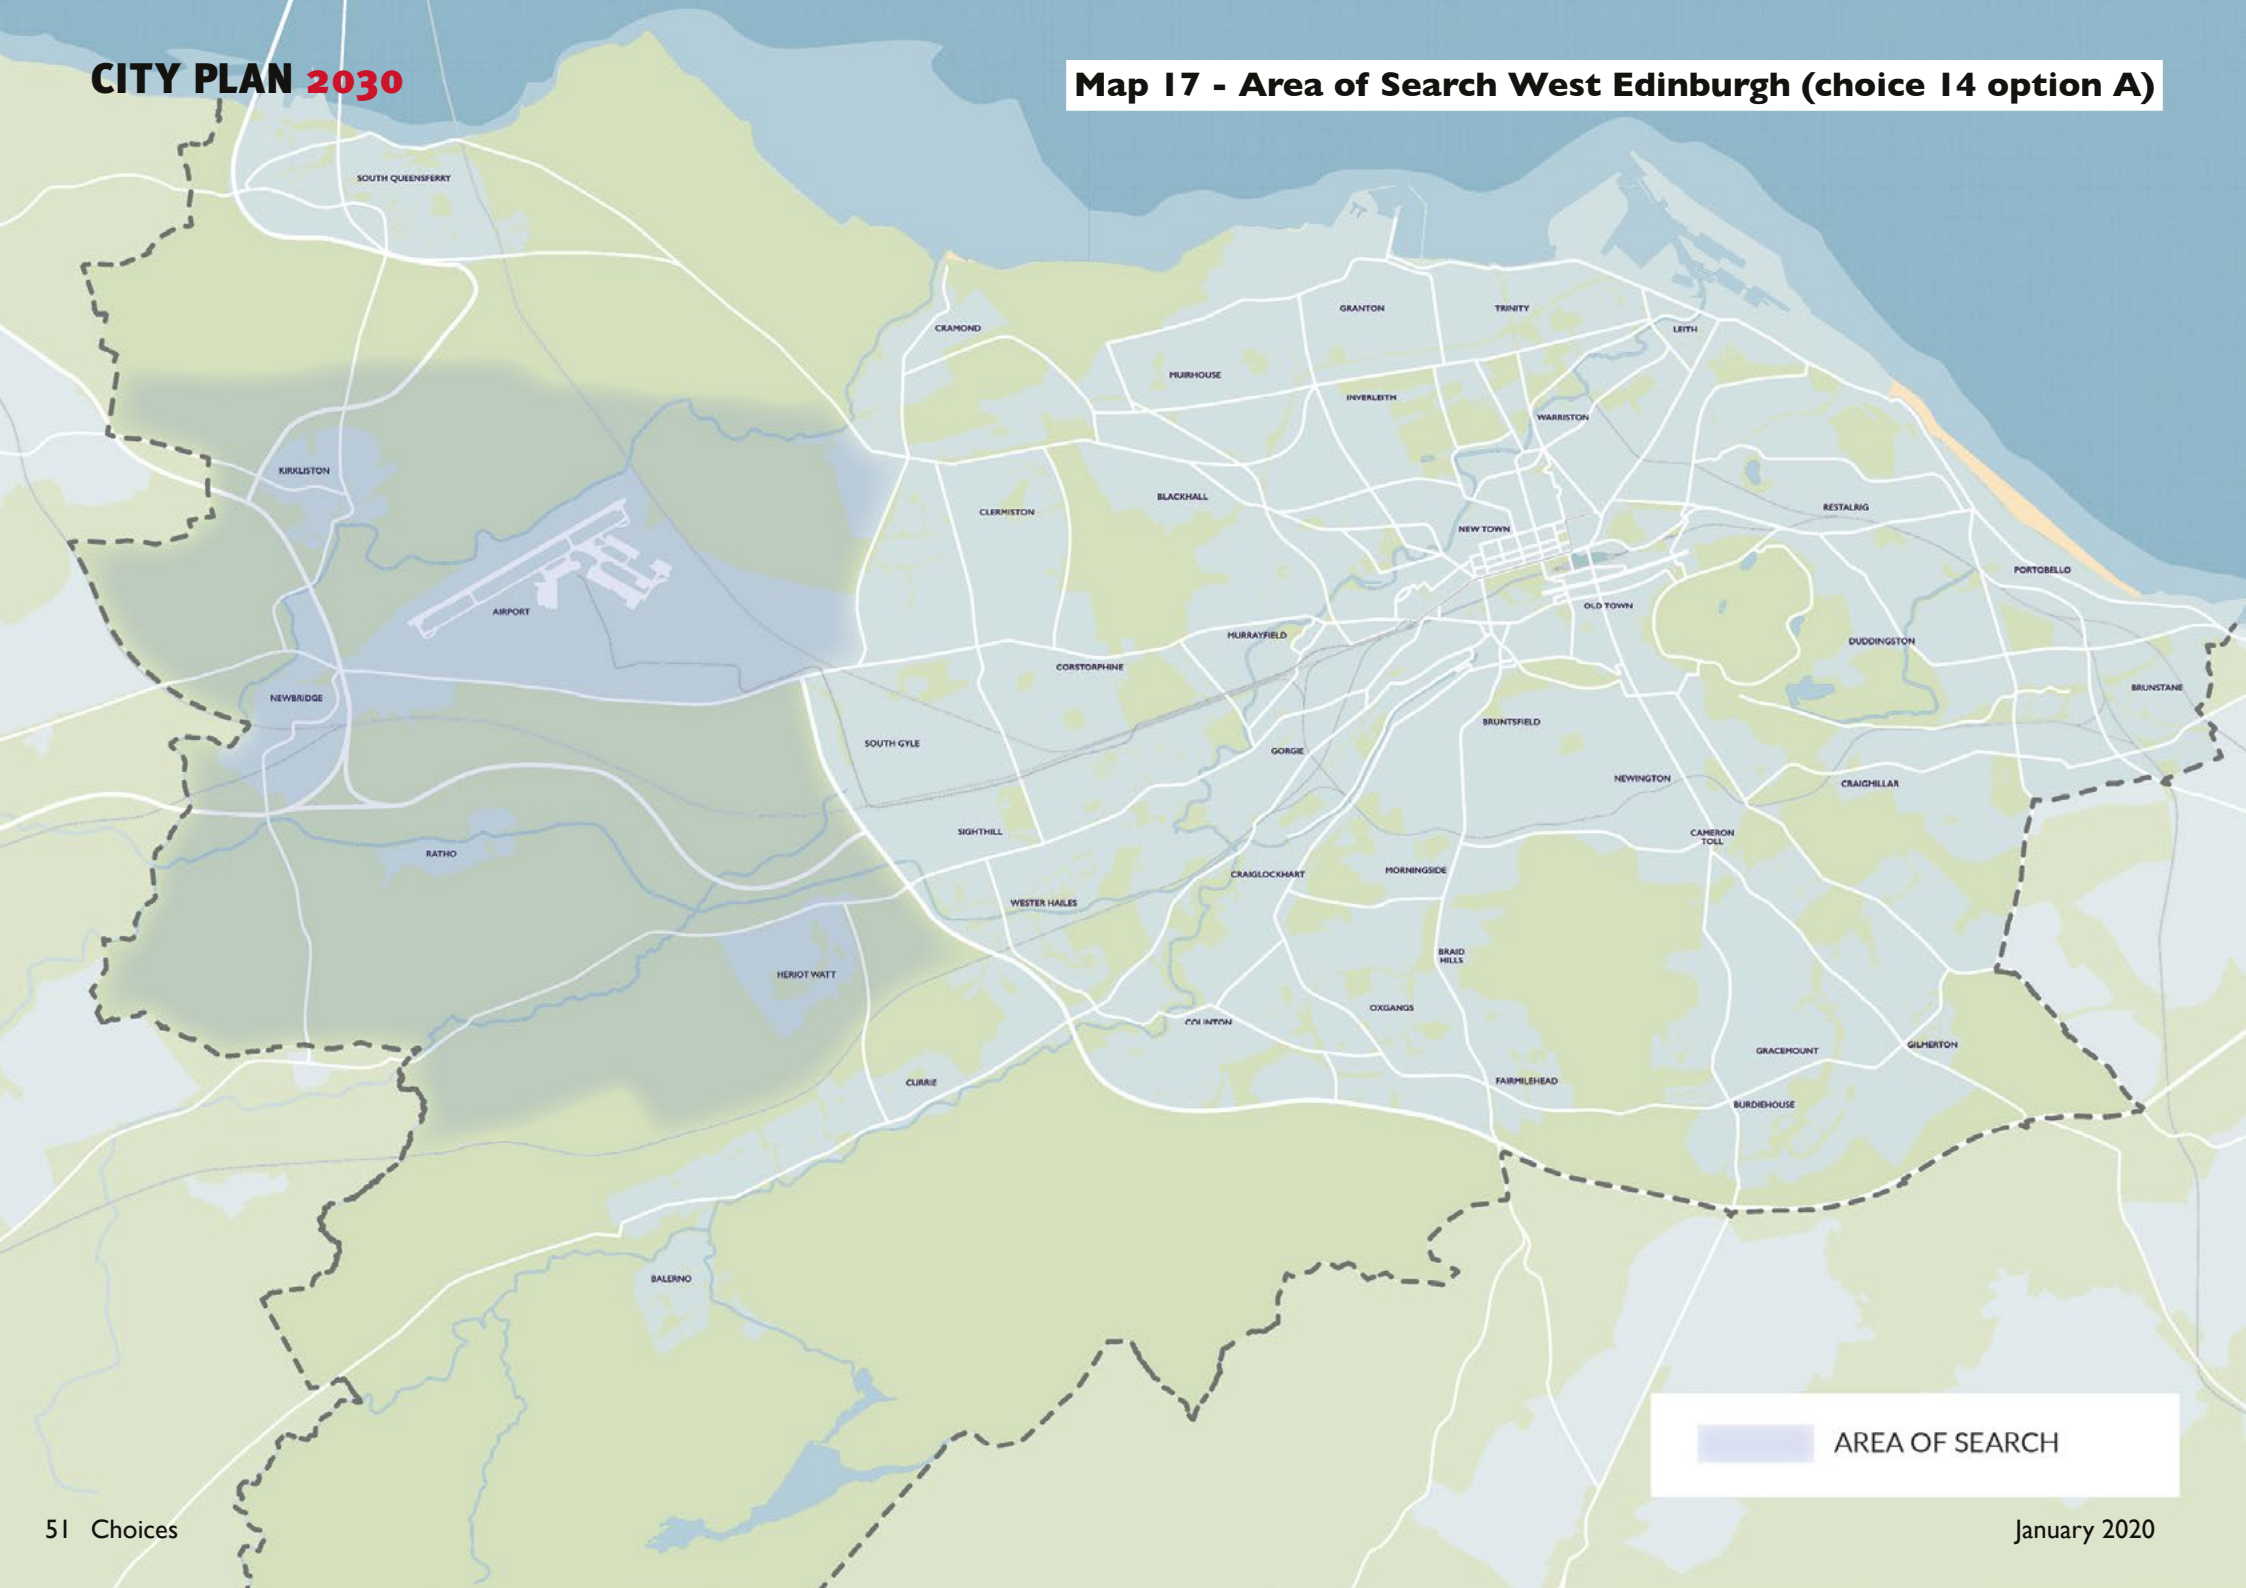 CITY PLAN 2030
Map 17 - Area of Search West Edinburgh (choice 14 option A)
SOUTH QUEENSFERRY
GRANTON
TRINITY
CRAMOND
LEITH
MUIRHOUSE
INVERLEITH
WARRISTON
KIRKLISTON
BLACKHALL
CLERMISTON
RESTALRIG
NEW TOWN
PORTOBELLO
AIRPORT
OLD TOWN
MURRAYFIELD
DUDDINGSTON
CORSTORPHINE
BRUNSTANE
NEWBRIDGE
BRUNTSFIELD
SOUTH GYLE
GORGIE
NEWINGTON
CRAIGMILLAR
SIGHTHILL
CAMERON
TOLL
RATHO
MORNINGSIDE
CRAIGLOCKHART
WESTER HAILES
BRAID
HILLS
HERIOT WATT
OXGANGS
COLINTON
GILMERTON
GRACEMOUNT
CURRIE
FAIRMILEHEAD
BURDIEHOUSE
BALERNO
AREA OF SEARCH
51 Choices
January 2020